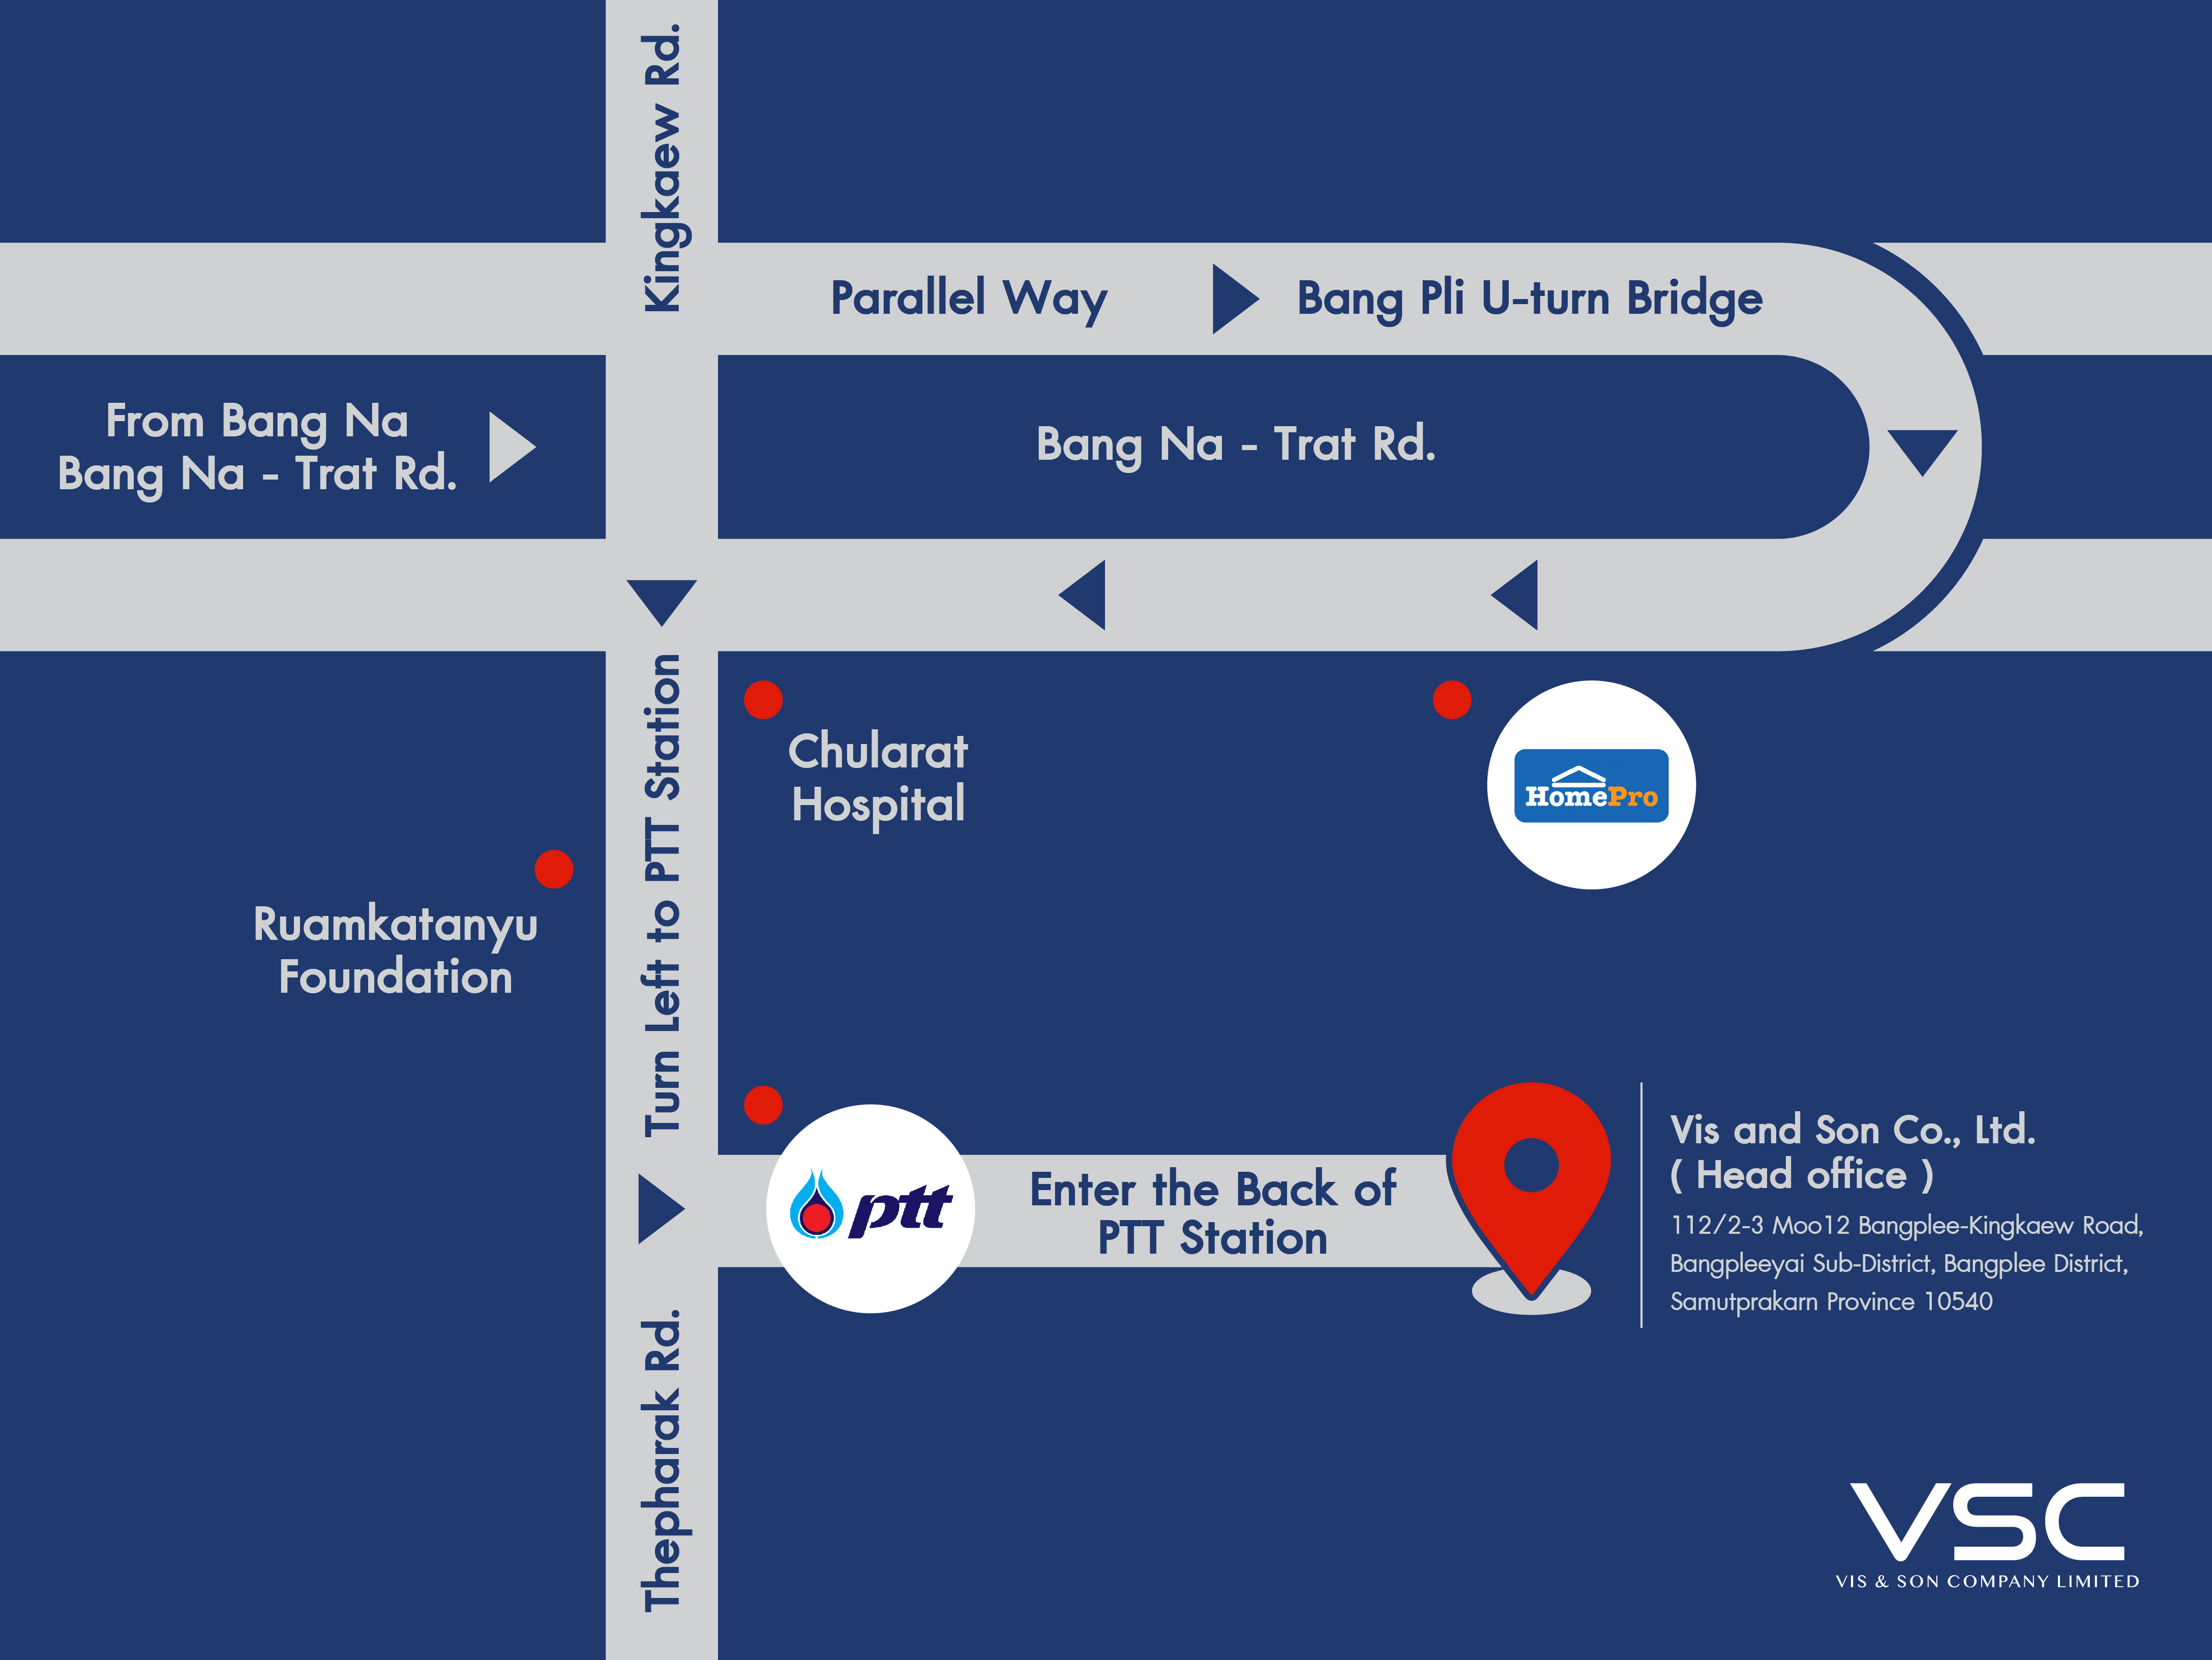 Kingkaew Rd.
Parallel Way
Bang Pli U-turn Bridge
From Bang Na
Bang Na - Trat Rd.
Bang Na - Trat Rd.
Turn Left to PTT Station
Chularat
Hospital
HomePro
Ruamkatanyu
Foundation
ptt
Enter the Back of
PTT Station
Vis and Son Co., Ltd.
( Head office )
112/2-3 Moo12 Bangplee-Kingkaew Road,
Bangpleeyai Sub-District, Bangplee District,
Samutprakarn Province 10540
Thepharak Rd.
VSC
VIS & SON COMPANY LIMITED